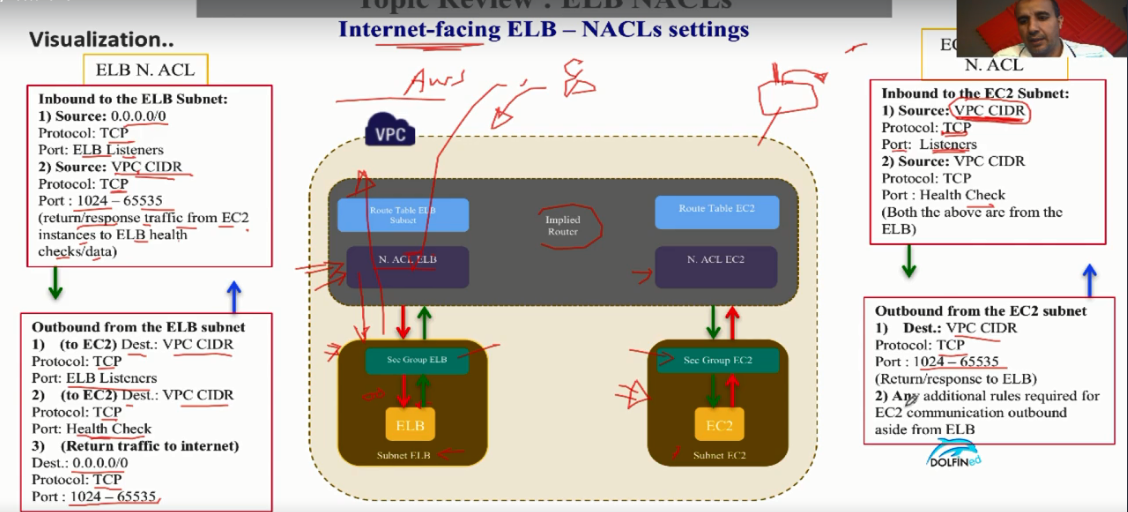 Topic Review : ELB NACLs
Internet-facing ELB – NACLs settings
Visualization..
ELB N. ACL
Inbound to the ELB Subnet:
1) Source: 0.0.0.0/0
Protocol: TCP
Port: ELB Listeners
2) Source: VPC CIDR
Protocol: TCP
Port : 1024 – 65535
(return/response traffic from EC2
instances to ELB health
checks/data)
Outbound from the ELB subnet
1) (to EC2) Dest.: VPC CIDR
Protocol: TCP
Port: ELB Listeners
2) (to EC2) Dest.: VPC CIDR
Protocol: TCP
Port: Health Check
3) (Return traffic to internet)
Dest.: 0.0.0.0/0
Protocol: TCP
Port : 1024 – 65535
Aws
VPC
Route Table ELB
Subnet
N. ACL ELB
Implied
Router
Route Table EC2
N. ACL EC2
Sec Group ELB
ELB
Subnet ELB
Sec Group EC2
EC2
Subnet EC2
N. ACL
Inbound to the EC2 Subnet:
1) Source: VPC CIDR
Protocol: TCP
Port: Listeners
2) Source: VPC CIDR
Protocol: TCP
Port : Health Check
(Both the above are from the
ELB)
Outbound from the EC2 subnet
1) Dest.: VPC CIDR
Protocol: TCP
Port : 1024 – 65535
(Return/response to ELB)
2) Any additional rules required for
EC2 communication outbound
aside from ELB
DOLFINed